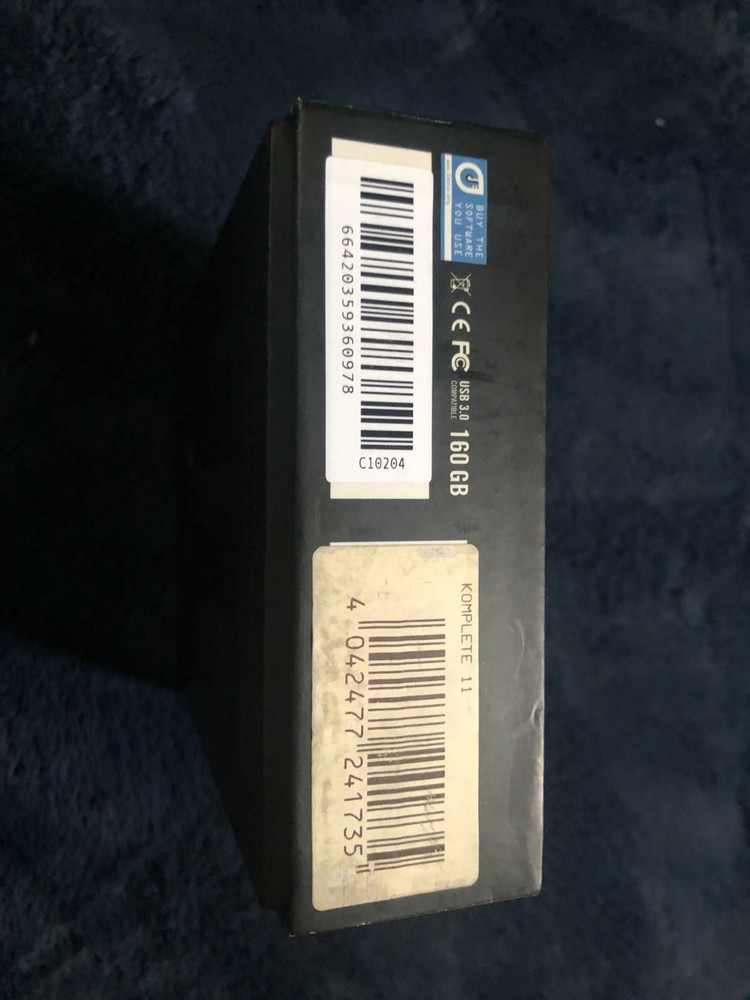 BUY THE
SOFTWARE
YOU USE
CE FC USB 3.0
COMPATIBLE
160 GB
664203593360978
C10204
KOMPLETE 11
4 042477 241735